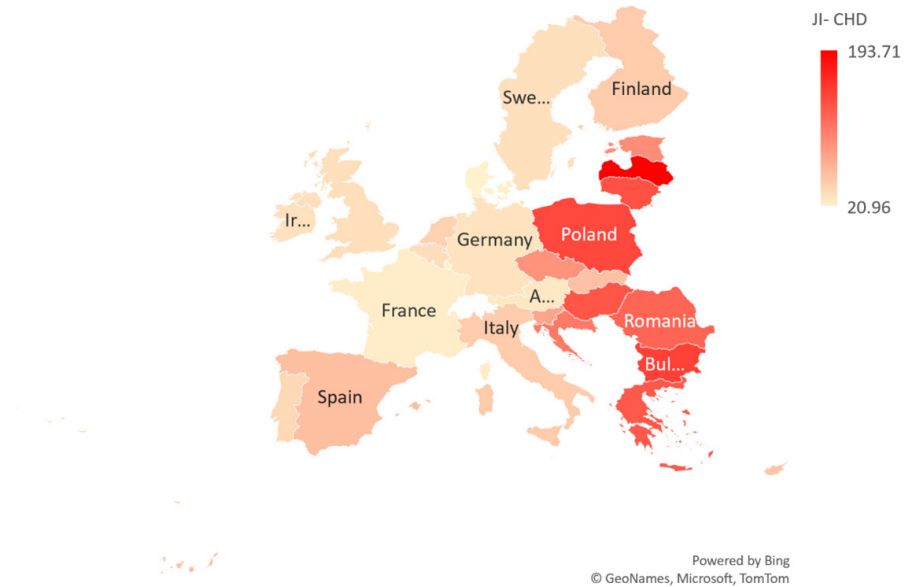 JI- CHD
193.71
20.96
Finland
Swe...
Ir...
Germany
Poland
A...
France
Italy
Romania
Bul...
Spain
Powered by Bing
© GeoNames, Microsoft, TomTom